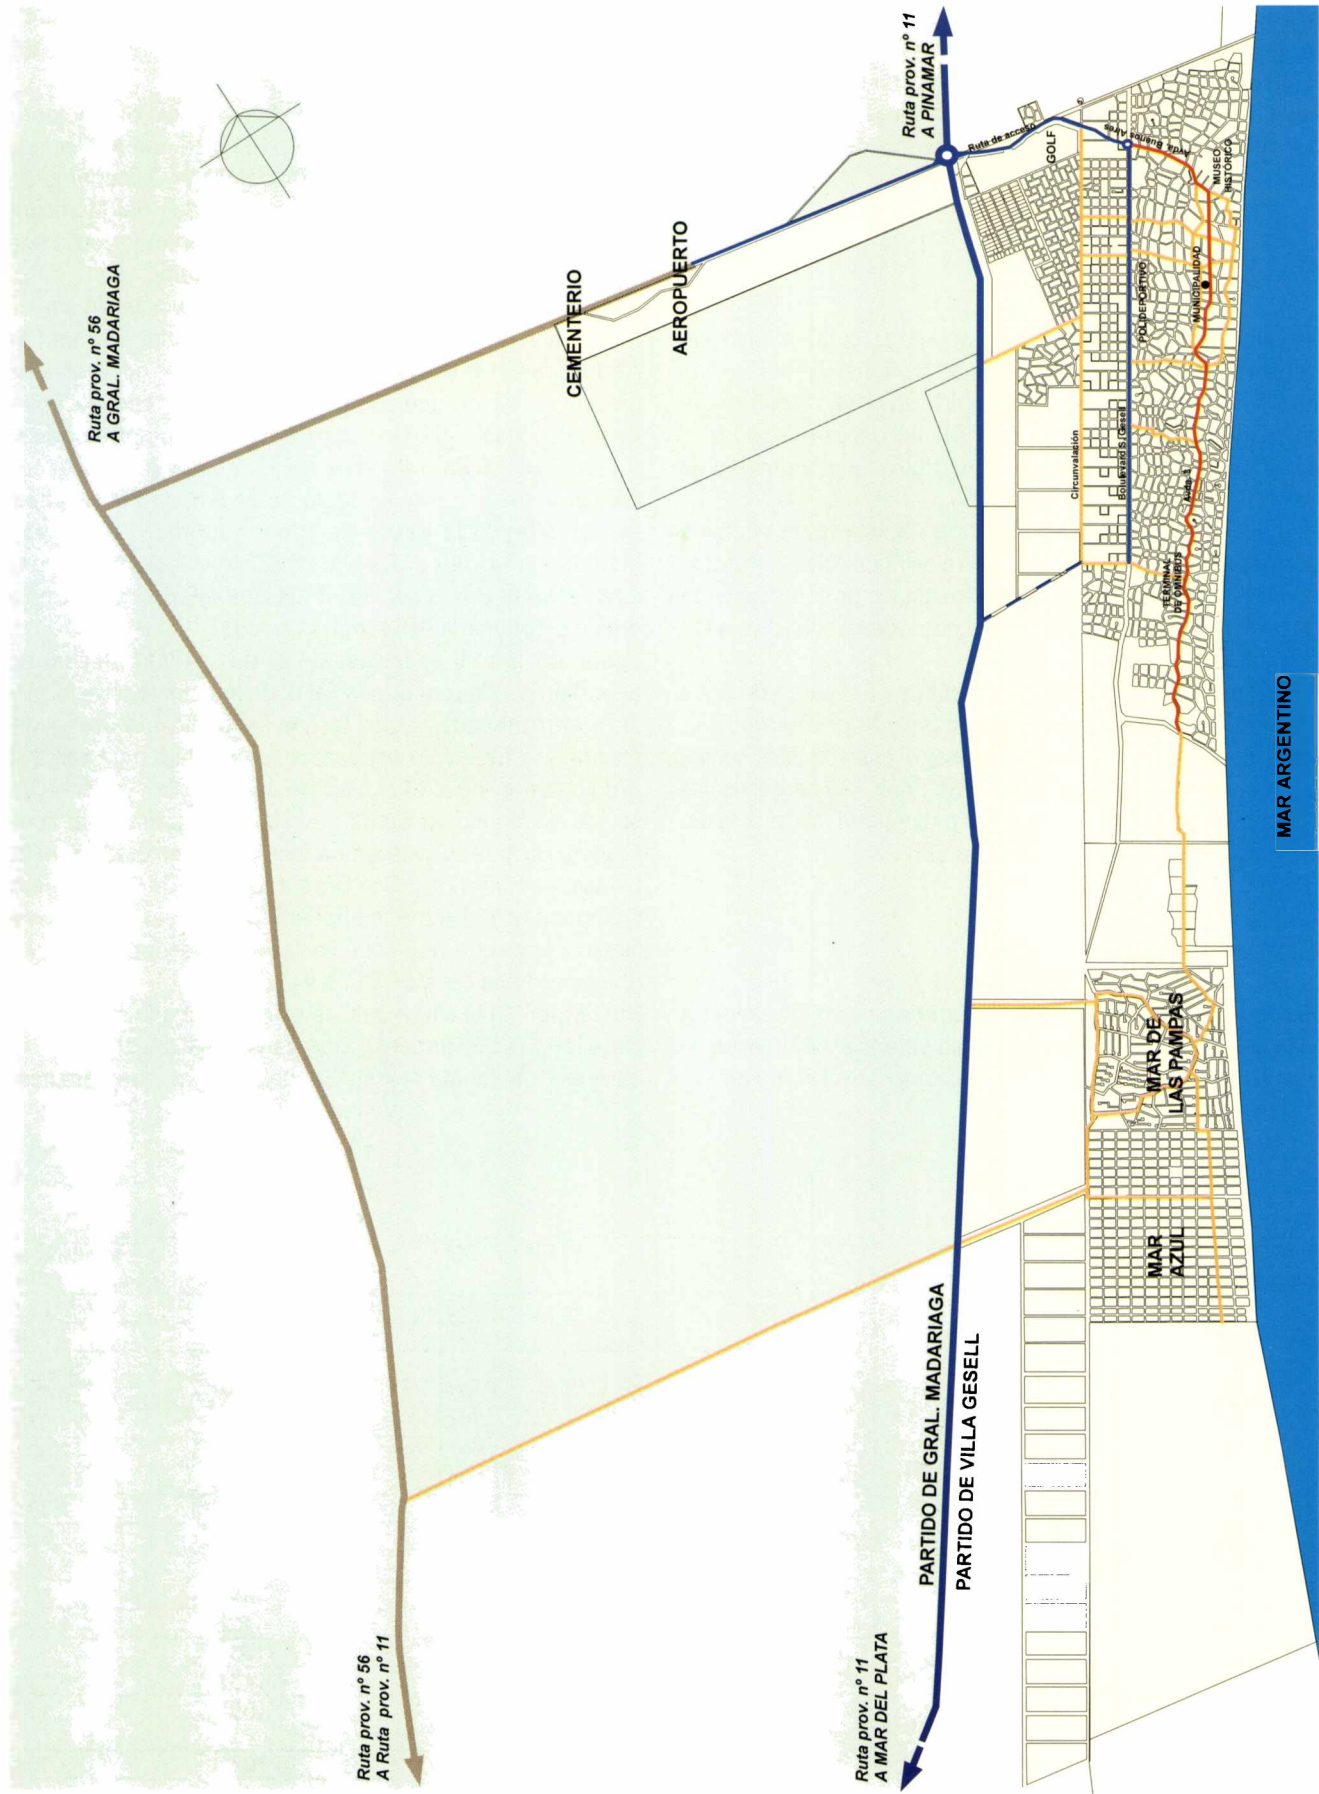 Ruta prov. nº 56
A GRAL. MADARIAGA
Ruta prov. nº 11
A PINAMAR
CEMENTERIO
AEROPUERTO
Rute de acceso
GOLF
Avda. Buenos Aires
MUSEO
HISTÓRICO
POLIDEPORTIVO
MUNICIPALIDAD
Circunvalación
Boulevard S. Gesell
Avda. 3
TERMINAL
DE OMNIBUS
MAR ARGENTINO
MAR DE
LAS PAMPAS
MAR
AZUL
PARTIDO DE GRAL. MADARIAGA
PARTIDO DE VILLA GESELL
Ruta prov. nº 56
A Ruta prov. nº 11
Ruta prov. nº 11
A MAR DEL PLATA